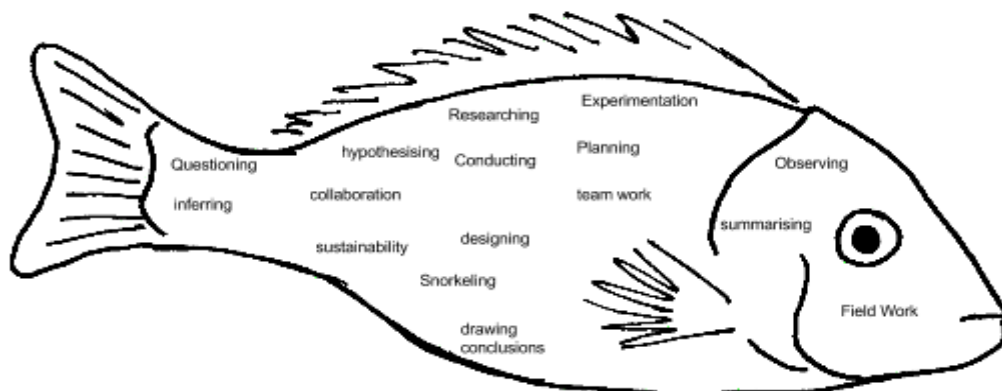 Experimentation
Researching
Planning
hypothesising
Conducting
Questioning
Observing
collaboration
team work
inferring
summarising
designing
sustainability
Snorkeling
Field Work
drawing
conclusions